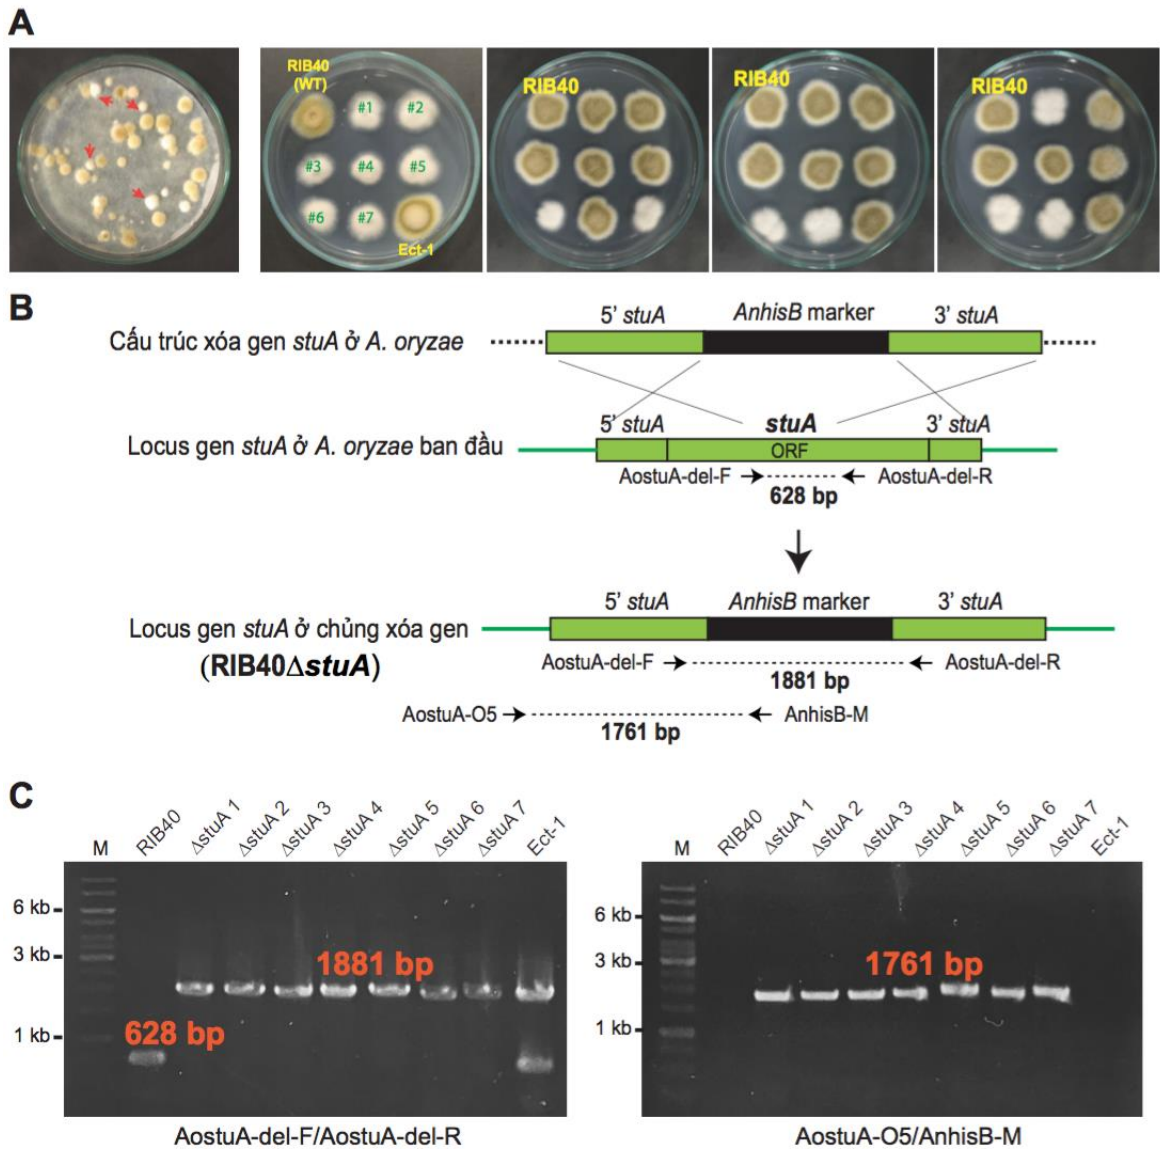 A
RIB40
(WT)
#1
#2
#3
#4
#5
#6
#7
Ect-1
RIB40
RIB40
RIB40
B
5' stuA
AnhisB marker
3' stuA
Cấu trúc xóa gen stuA ở A. oryzae
5' stuA
stuA
3' stuA
Locus gen stuA ở A. oryzae ban đầu
ORF
AostuA-del-F
AostuA-del-R
628 bp
5' stuA
AnhisB marker
3' stuA
Locus gen stuA ở chủng xóa gen
(RIB40ΔstuA)
AostuA-del-F
AostuA-del-R
1881 bp
AostuA-O5
AnhisB-M
1761 bp
C
M
RIB40
ΔstuA 1
ΔstuA 2
ΔstuA 3
ΔstuA 4
ΔstuA 5
ΔstuA 6
ΔstuA 7
Ect-1
6 kb
3 kb
1 kb
1881 bp
628 bp
AostuA-del-F/AostuA-del-R
M
RIB40
ΔstuA 1
ΔstuA 2
ΔstuA 3
ΔstuA 4
ΔstuA 5
ΔstuA 6
ΔstuA 7
Ect-1
6 kb
3 kb
1 kb
1761 bp
AostuA-O5/AnhisB-M